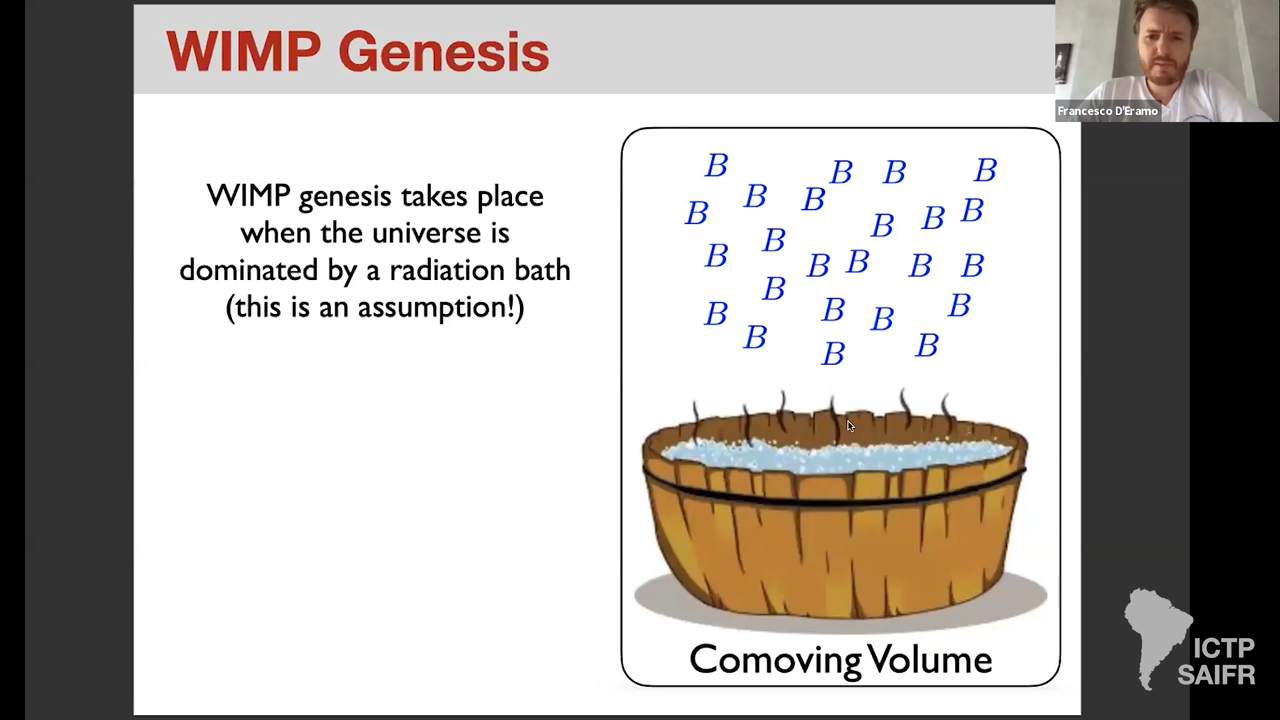 WIMP Genesis
Francesco D'Eramo
WIMP genesis takes place
when the universe is
dominated by a radiation bath
(this is an assumption!)
B B B B
B B
B B B B
B
B B B B B
B
B B B B
B B B
Comoving Volume
ICTP
SAIFR